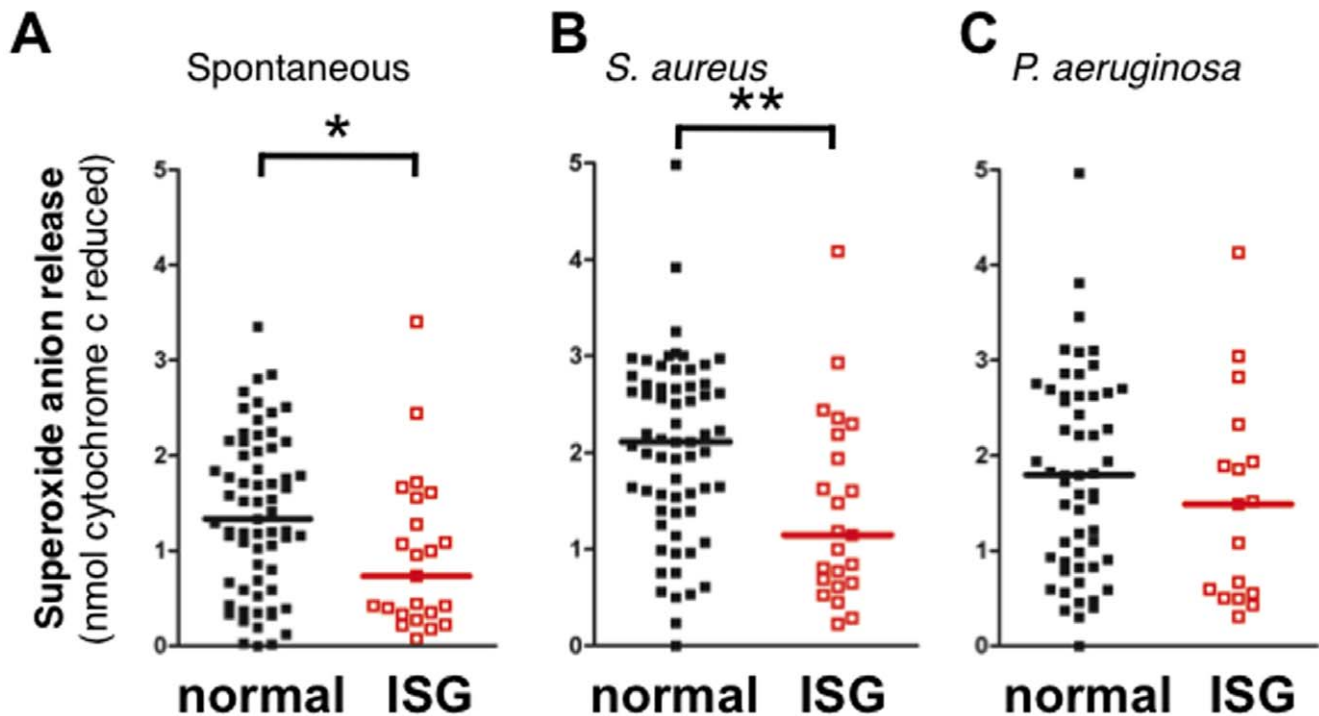 A
Spontaneous
*
Superoxide anion release
(nmol cytochrome c reduced)
5
4
3
2
1
0
normal
ISG
B
S. aureus
**
5
4
3
2
1
0
normal
ISG
C
P. aeruginosa
5
4
3
2
1
0
normal
ISG